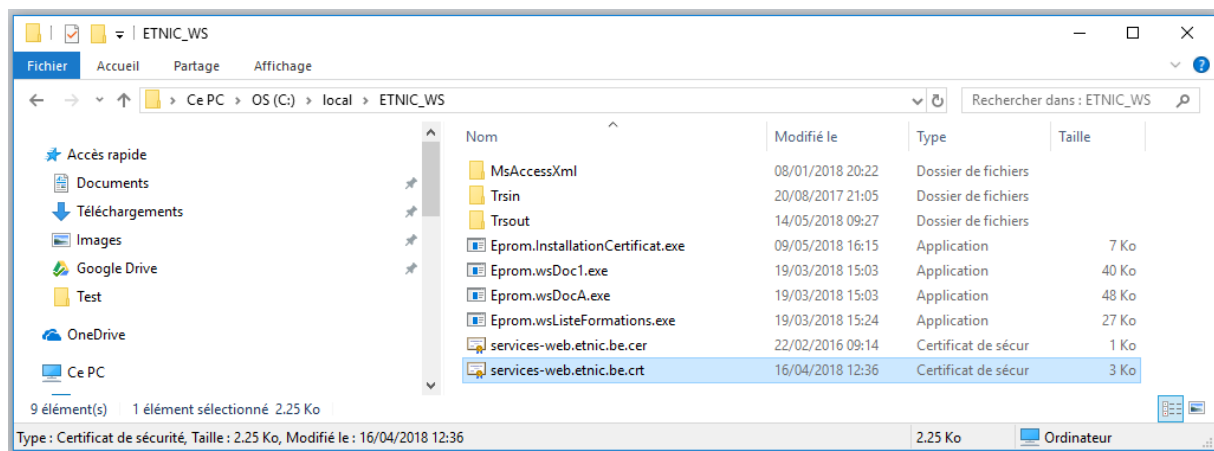 ETNIC_WS
Fichier Accueil Partage Affichage
Ce PC > OS (C:) > local > ETNIC_WS Rechercher dans : ETNIC_WS
Nom Modifié le Type Taille
Accès rapide
Documents
Téléchargements
Images
Google Drive
Test
OneDrive
Ce PC
MsAccessXml 08/01/2018 20:22 Dossier de fichiers
Trsin 20/08/2017 21:05 Dossier de fichiers
Trsout 14/05/2018 09:27 Dossier de fichiers
Eprom.InstallationCertificat.exe 09/05/2018 16:15 Application 7 Ko
Eprom.wsDoc1.exe 19/03/2018 15:03 Application 40 Ko
Eprom.wsDocA.exe 19/03/2018 15:03 Application 48 Ko
Eprom.wsListeFormations.exe 19/03/2018 15:24 Application 27 Ko
services-web.etnic.be.cer 22/02/2016 09:14 Certificat de sécur 1 Ko
services-web.etnic.be.crt 16/04/2018 12:36 Certificat de sécur 3 Ko
9 élément(s) 1 élément sélectionné 2.25 Ko
Type : Certificat de sécurité, Taille : 2.25 Ko, Modifié le : 16/04/2018 12:36 2.25 Ko Ordinateur